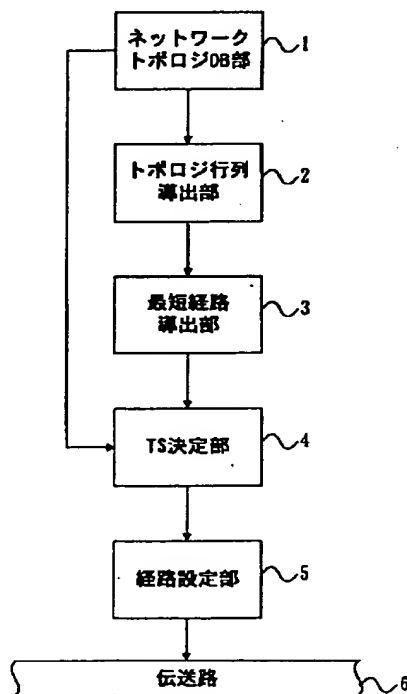 ネットワーク
トポロジDB部
1
トポロジ行列
導出部
2
最短経路
導出部
3
TS決定部
4
経路設定部
5
伝送路
6